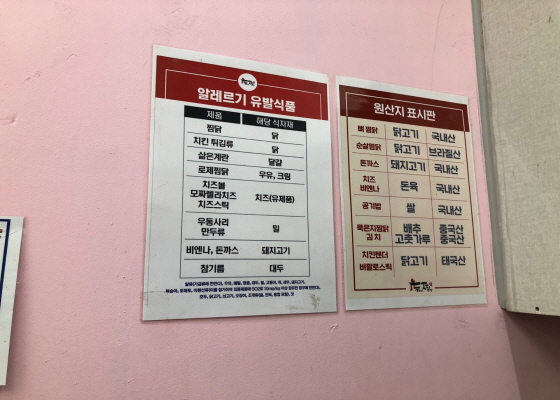 알레르기 유발식품
제품 해당 식자재
찜닭 닭
치킨 튀김류 닭
삶은계란 달걀
로제찜닭 우유, 크림
치즈볼
모짜렐라치즈 치즈(유제품)
치즈스틱
우동사리 밀
만두류
비엔나, 돈까스 돼지고기
참기름 대두
원산지 표시판
뼈 찜닭 닭고기 국내산
순살찜닭 닭고기 브라질산
돈까스 돼지고기 국내산
치즈
비엔나 돈육 국내산
공기밥 쌀 국내산
묵은지찜닭 배추 중국산
김 치 고춧가루 중국산
치킨텐더 닭고기 태국산
버팔로스틱